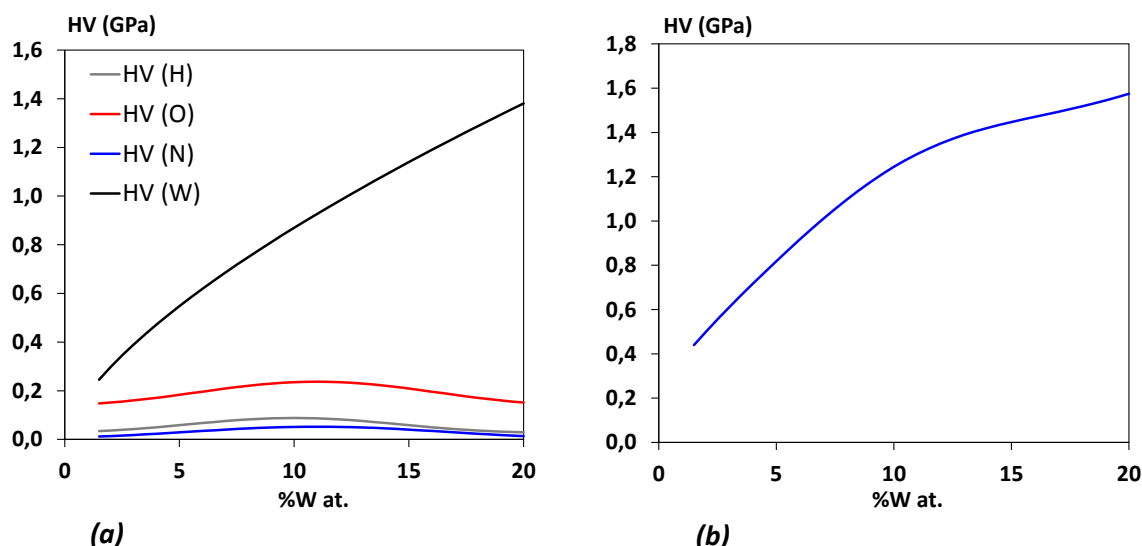 HV (GPa)
1,6
1,4
1,2
1,0
0,8
0,6
0,4
0,2
0,0
HV (H)
HV (O)
HV (N)
HV (W)
0 5 10 15 20
%W at.
(a)
HV (GPa)
1,8
1,6
1,4
1,2
1,0
0,8
0,6
0,4
0,2
0,0
0 5 10 15 20
%W at.
(b)